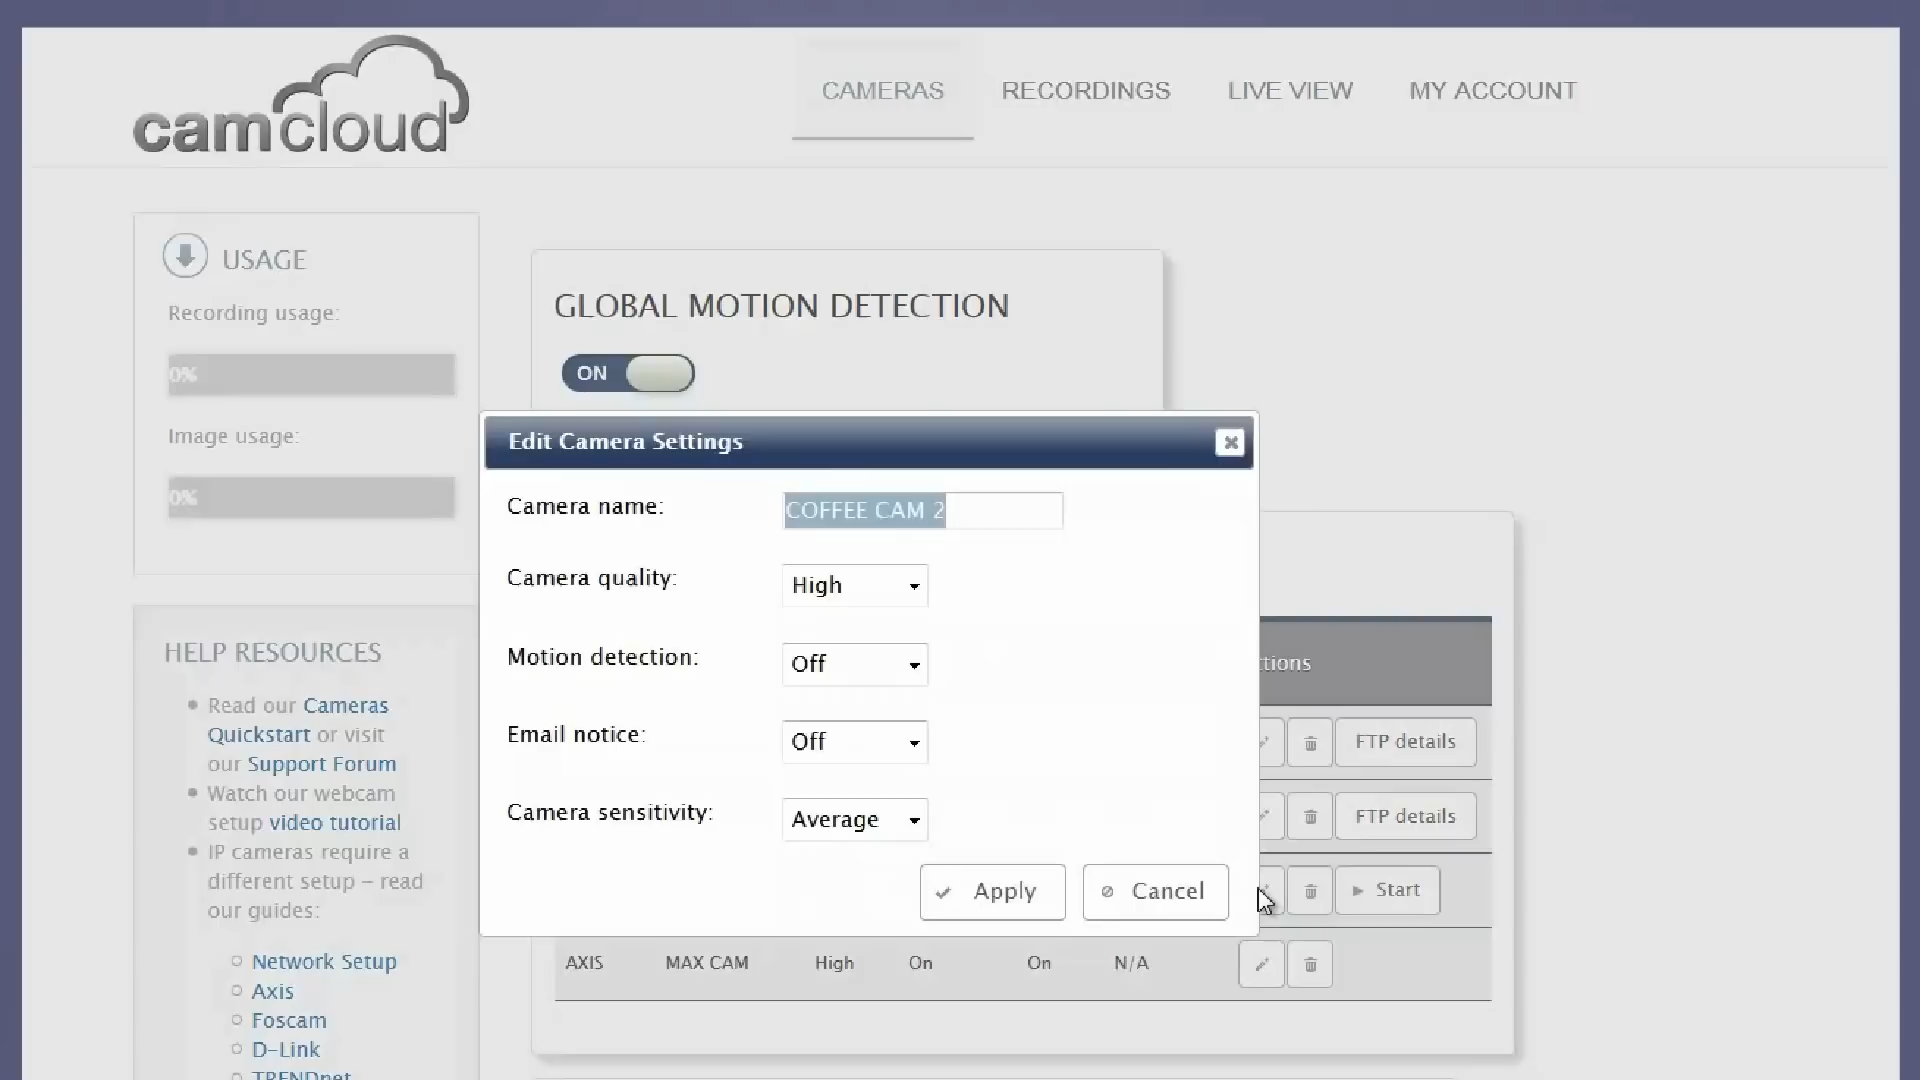 camcloud
CAMERAS
RECORDINGS
LIVE VIEW
MY ACCOUNT
USAGE
Recording usage:
0%
Image usage:
0%
HELP RESOURCES
Read our Cameras
Quickstart or visit
our Support Forum
Watch our webcam
setup video tutorial
IP cameras require a
different setup – read
our guides:
Network Setup
Axis
Foscam
D-Link
TRENDnet
GLOBAL MOTION DETECTION
ON
Edit Camera Settings
Camera name:
COFFEE CAM 2
Camera quality:
High
Motion detection:
Off
Email notice:
Off
Camera sensitivity:
Average
Apply
Cancel
tions
FTP details
FTP details
Start
AXIS MAX CAM High On On N/A